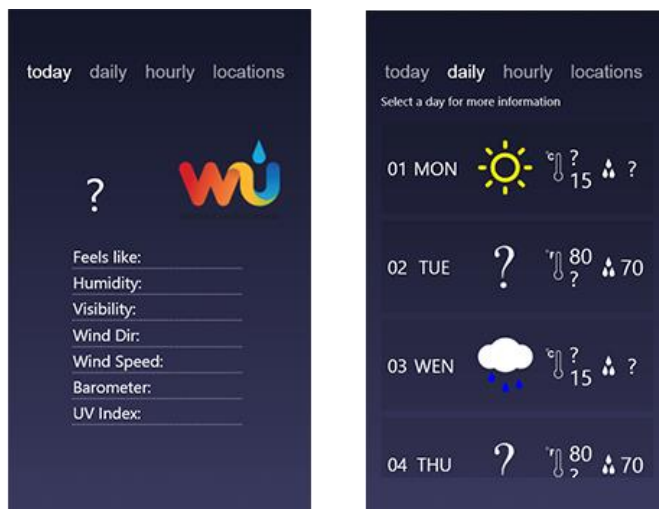 today daily hourly locations
?
WU
Feels like:
Humidity:
Visibility:
Wind Dir:
Wind Speed:
Barometer:
UV Index:
today daily hourly locations
Select a day for more information
01 MON °C ? 15 ?
02 TUE ? °F 80 ? 70
03 WEN °C ? 15 ?
04 THU ? °F 80 ? 70